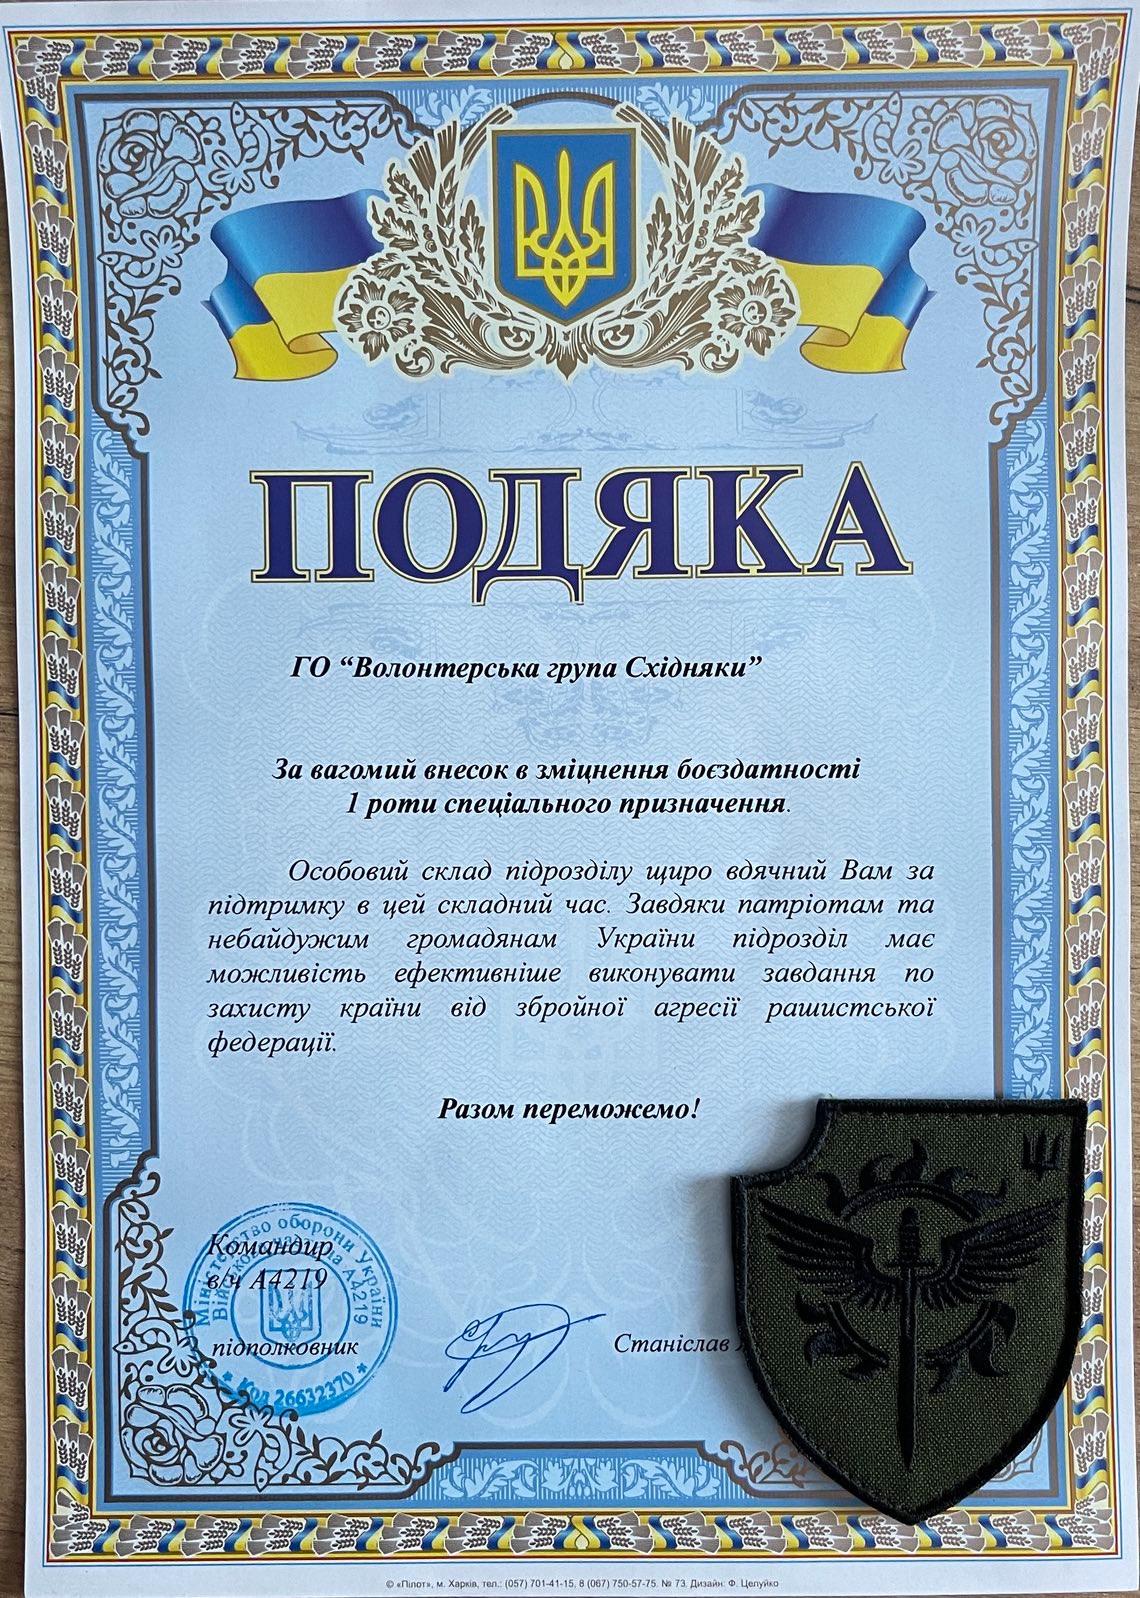 ПОДЯКА
ГО “Волонтерська група Східняки”
За вагомий внесок в зміцнення боєздатності
1 роти спеціального призначення.
Особовий склад підрозділу щиро вдячний Вам за
підтримку в цей складний час. Завдяки патріотам та
небайдужим громадянам України підрозділ має
можливість ефективніше виконувати завдання по
захисту країни від збройної агресії рашистської
федерації.
Разом переможемо!
Командир
в/ч А4219
підполковник
Станіслав
Міністерство оборони України
Військова частина А4219
* Код 26632370 *
© «Пілот», м. Харків, тел.: (057) 701-41-15, 8 (067) 750-57-75. № 73. Дизайн: Ф. Целуйко